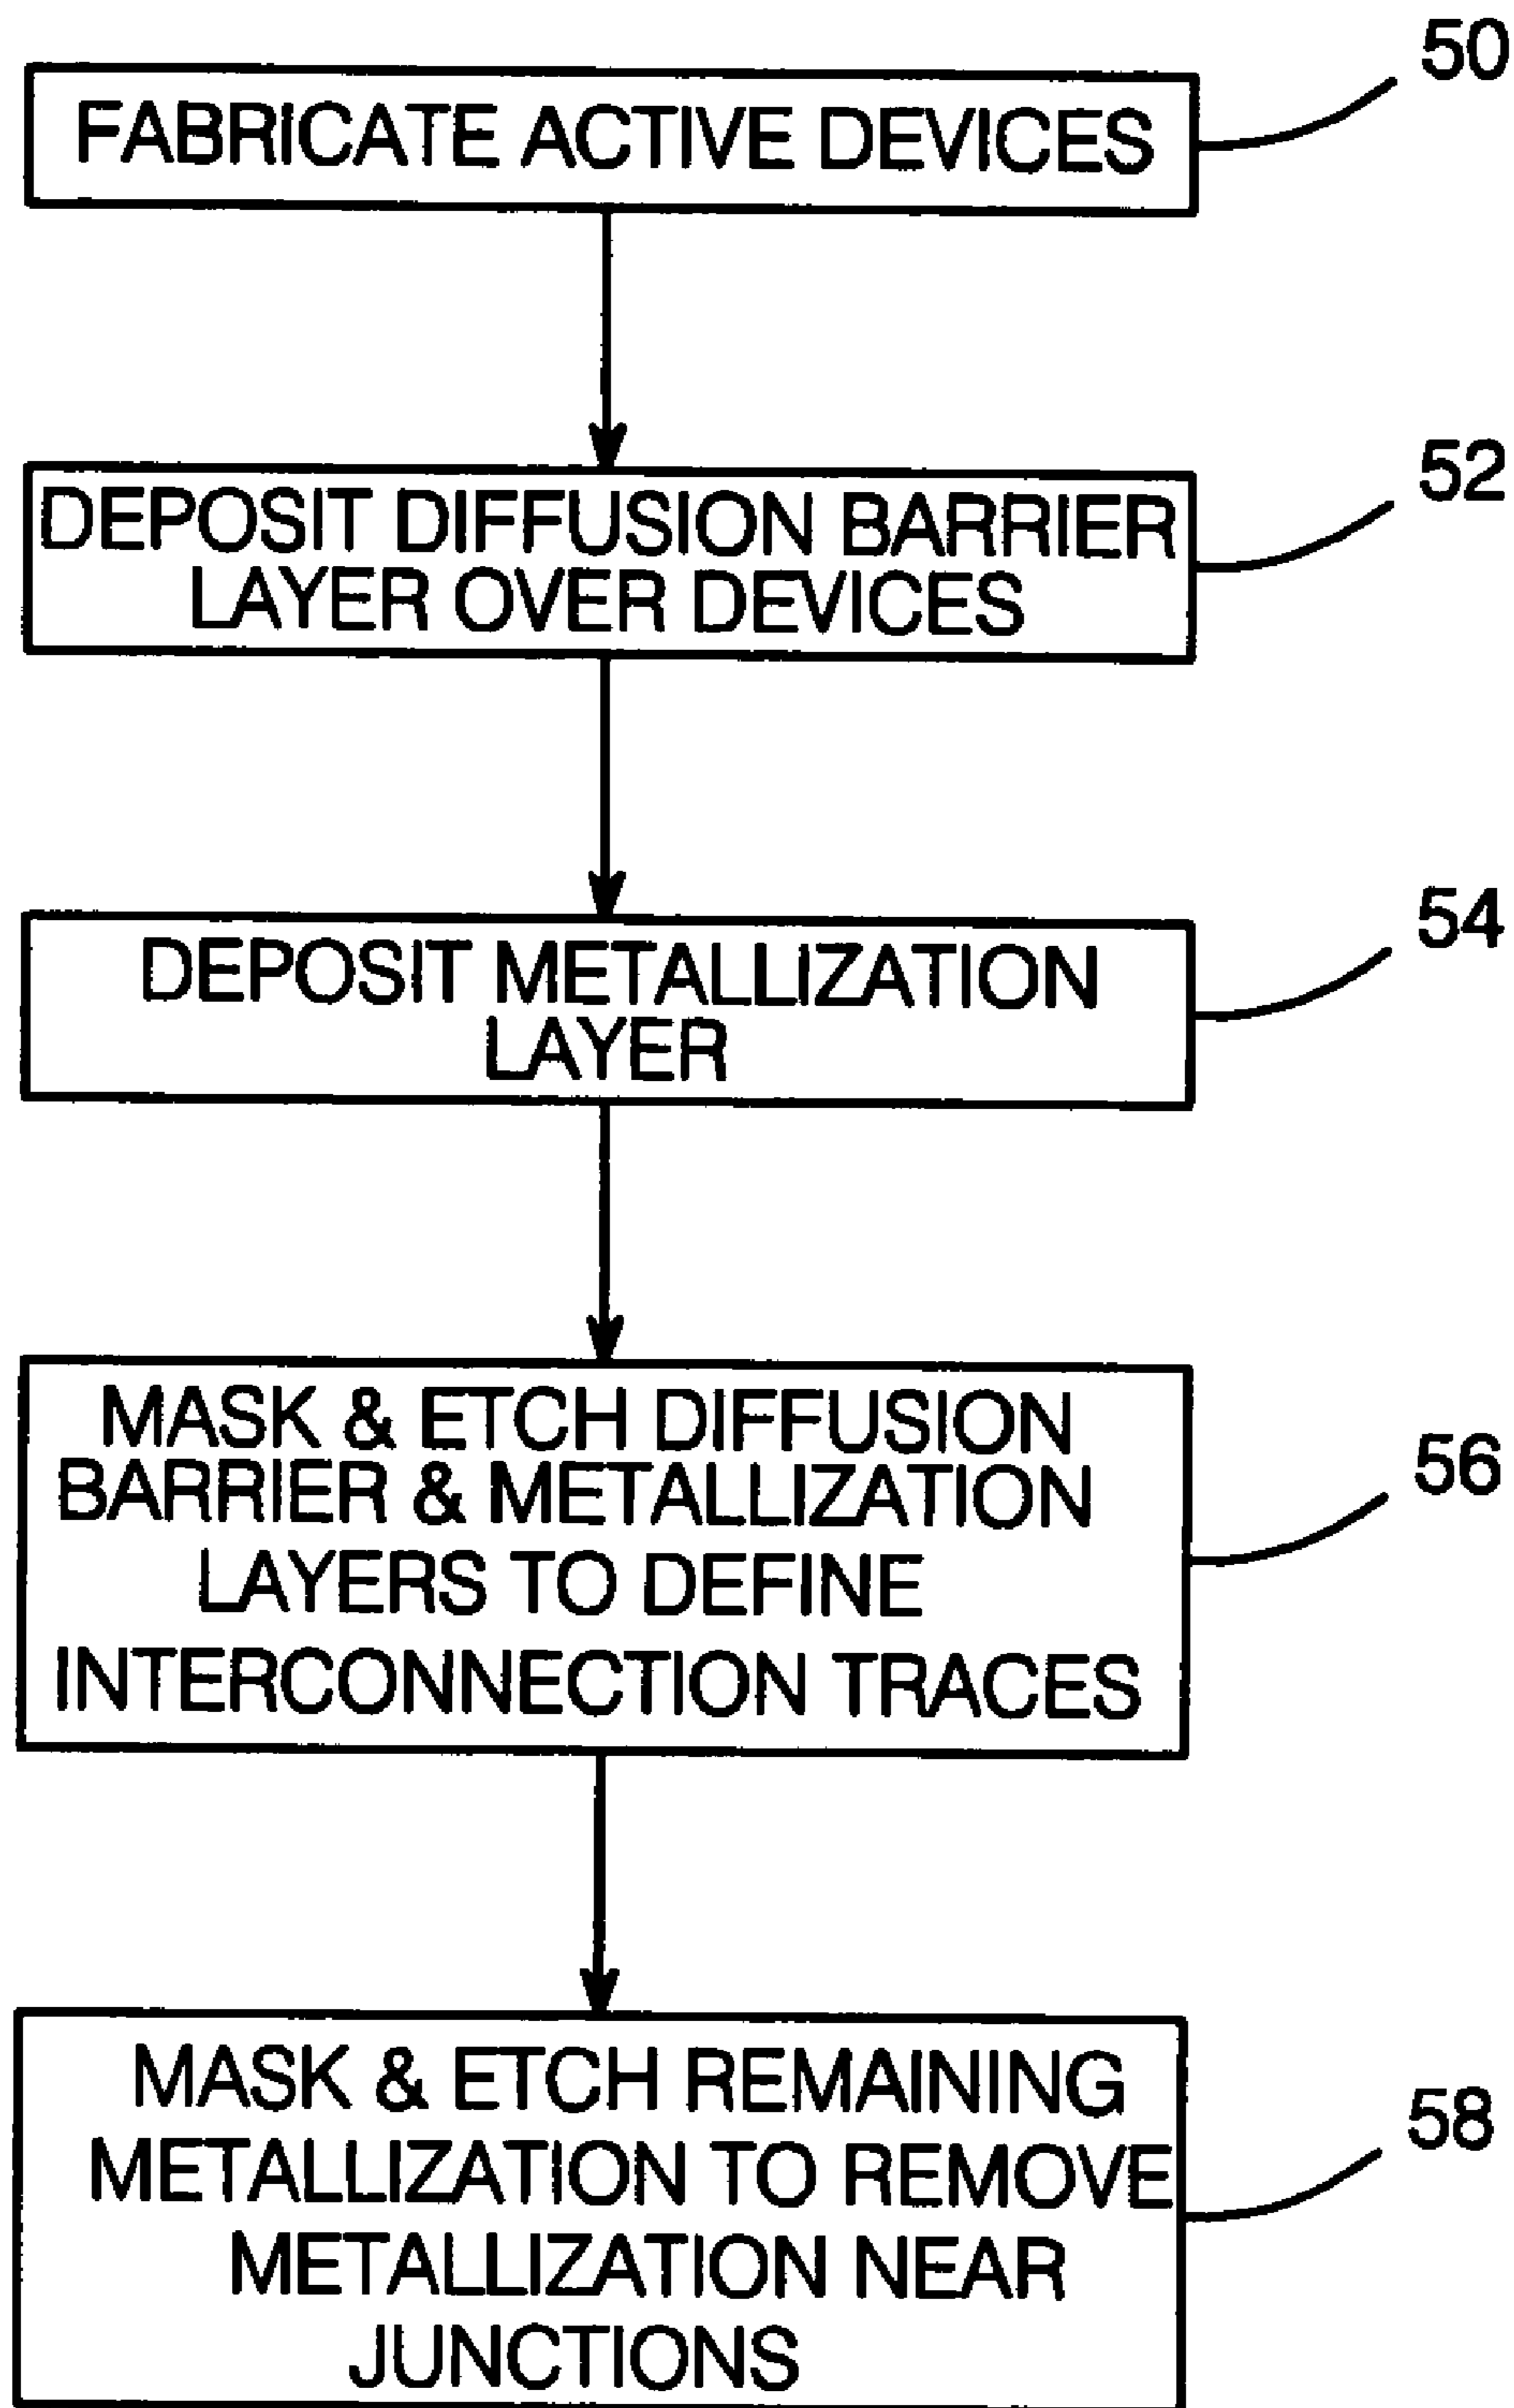 50
FABRICATE ACTIVE DEVICES
52
DEPOSIT DIFFUSION BARRIER
LAYER OVER DEVICES
54
DEPOSIT METALLIZATION
LAYER
56
MASK & ETCH DIFFUSION
BARRIER & METALLIZATION
LAYERS TO DEFINE
INTERCONNECTION TRACES
58
MASK & ETCH REMAINING
METALLIZATION TO REMOVE
METALLIZATION NEAR
JUNCTIONS